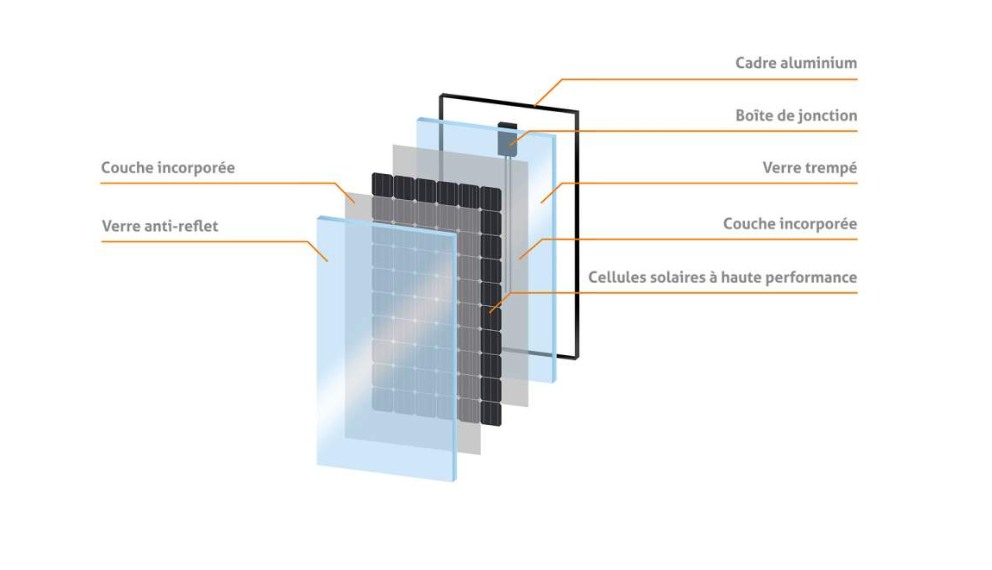 Cadre aluminium
Boîte de jonction
Couche incorporée
Verre trempé
Verre anti-reflet
Couche incorporée
Cellules solaires à haute performance